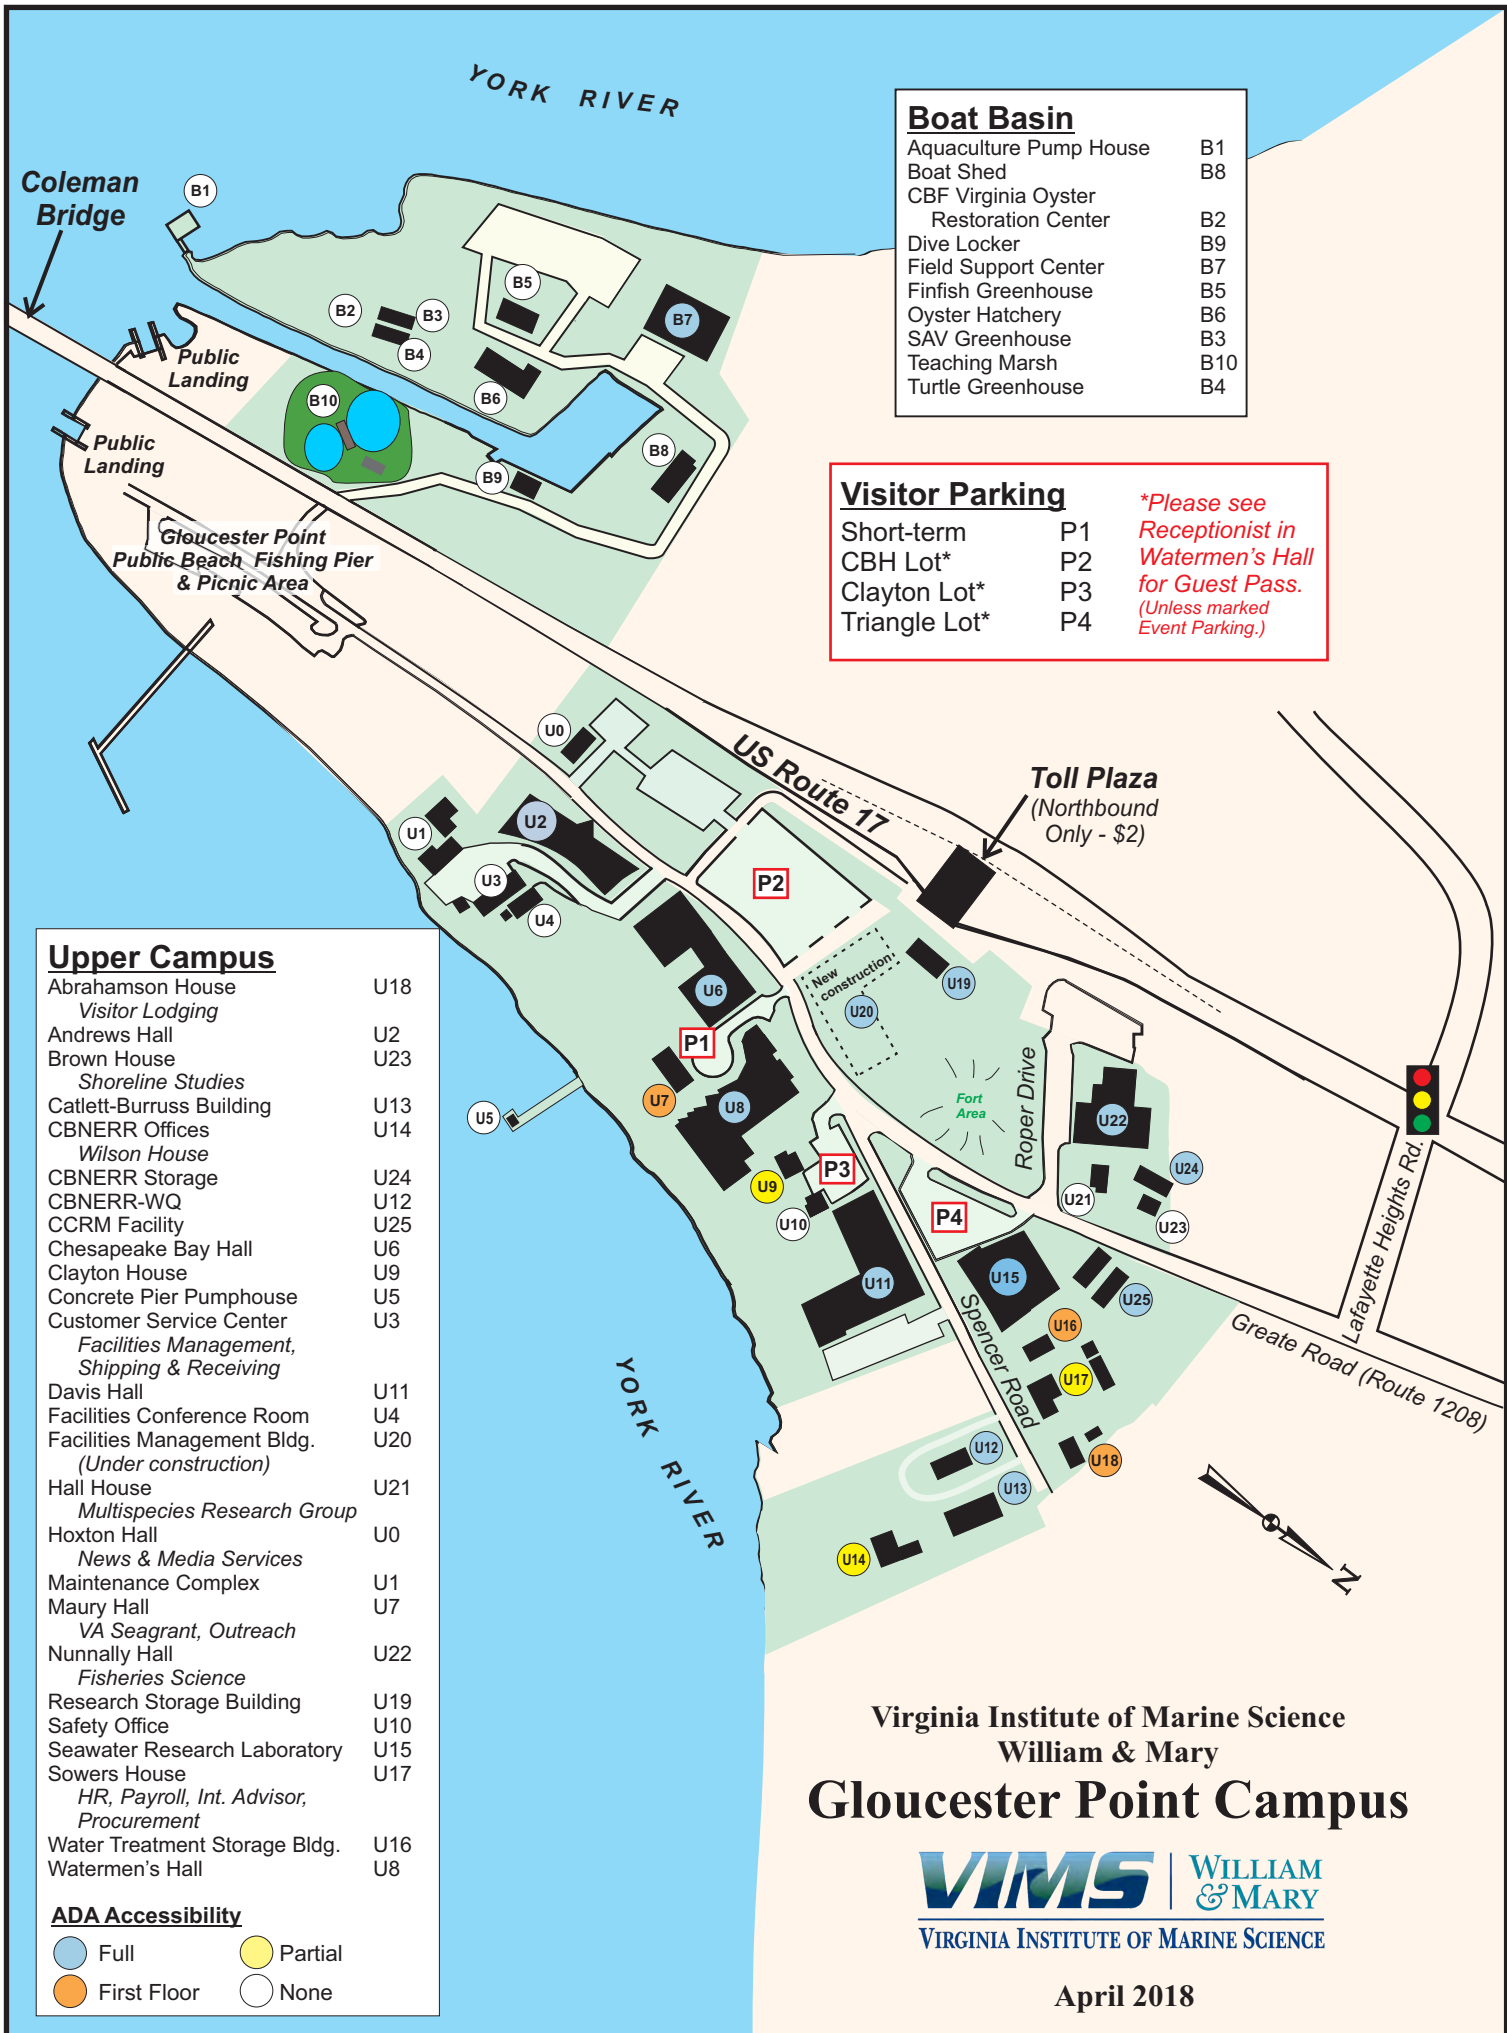 YORK RIVER
Coleman
Bridge
B1
B2
B3
B4
B5
B6
B7
B8
B9
B10
Public
Landing
Public
Landing
Gloucester Point
Public Beach Fishing Pier
& Picnic Area
Boat Basin
Aquaculture Pump House B1
Boat Shed B8
CBF Virginia Oyster
Restoration Center B2
Dive Locker B9
Field Support Center B7
Finfish Greenhouse B5
Oyster Hatchery B6
SAV Greenhouse B3
Teaching Marsh B10
Turtle Greenhouse B4
Visitor Parking
Short-term P1
CBH Lot* P2
Clayton Lot* P3
Triangle Lot* P4
*Please see
Receptionist in
Watermen's Hall
for Guest Pass.
(Unless marked
Event Parking.)
US Route 17
Toll Plaza
(Northbound
Only - $2)
U0
U1
U2
U3
U4
P2
U6
New
construction
U19
U20
P1
U7
U8
U5
Fort
Area
Roper Drive
U22
U24
U21
U23
U9
P3
U10
P4
U11
U15
U25
Spencer Road
U16
U17
U12
U18
U13
U14
Lafayette Heights Rd.
Greate Road (Route 1208)
YORK RIVER
N
Upper Campus
Abrahamson House U18
Visitor Lodging
Andrews Hall U2
Brown House U23
Shoreline Studies
Catlett-Burruss Building U13
CBNERR Offices U14
Wilson House
CBNERR Storage U24
CBNERR-WQ U12
CCRM Facility U25
Chesapeake Bay Hall U6
Clayton House U9
Concrete Pier Pumphouse U5
Customer Service Center U3
Facilities Management,
Shipping & Receiving
Davis Hall U11
Facilities Conference Room U4
Facilities Management Bldg. U20
(Under construction)
Hall House U21
Multispecies Research Group
Hoxton Hall U0
News & Media Services
Maintenance Complex U1
Maury Hall U7
VA Seagrant, Outreach
Nunnally Hall U22
Fisheries Science
Research Storage Building U19
Safety Office U10
Seawater Research Laboratory U15
Sowers House U17
HR, Payroll, Int. Advisor,
Procurement
Water Treatment Storage Bldg. U16
Watermen's Hall U8
ADA Accessibility
Full
Partial
First Floor
None
Virginia Institute of Marine Science
William & Mary
Gloucester Point Campus
VIMS
WILLIAM
& MARY
VIRGINIA INSTITUTE OF MARINE SCIENCE
April 2018